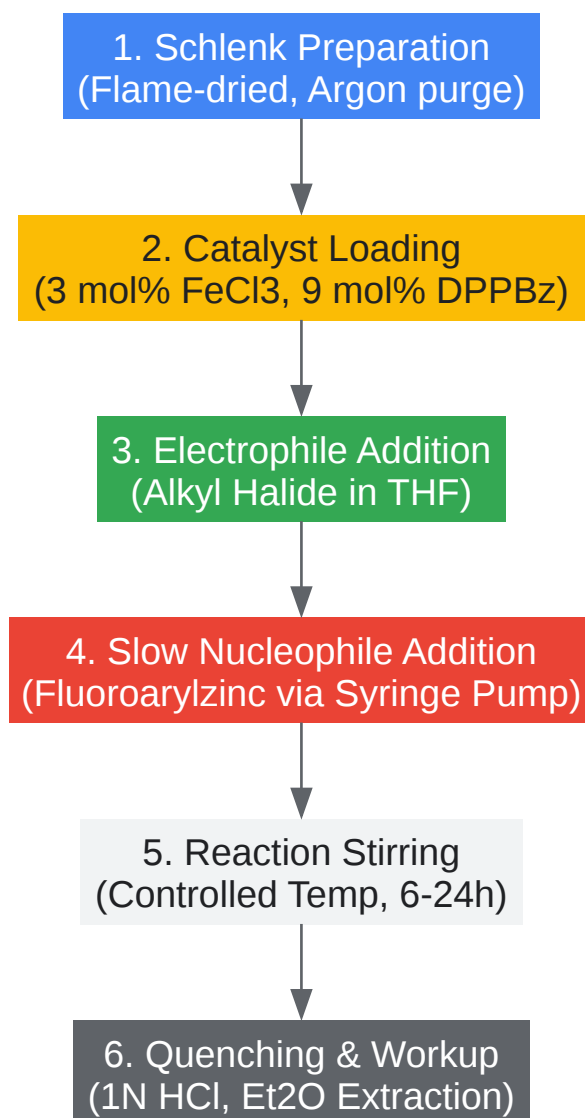 1. Schlenk Preparation
(Flame-dried, Argon purge)
2. Catalyst Loading
(3 mol% FeCl3, 9 mol% DPPBz)
3. Electrophile Addition
(Alkyl Halide in THF)
4. Slow Nucleophile Addition
(Fluoroarylzinc via Syringe Pump)
5. Reaction Stirring
(Controlled Temp, 6-24h)
6. Quenching & Workup
(1N HCl, Et2O Extraction)